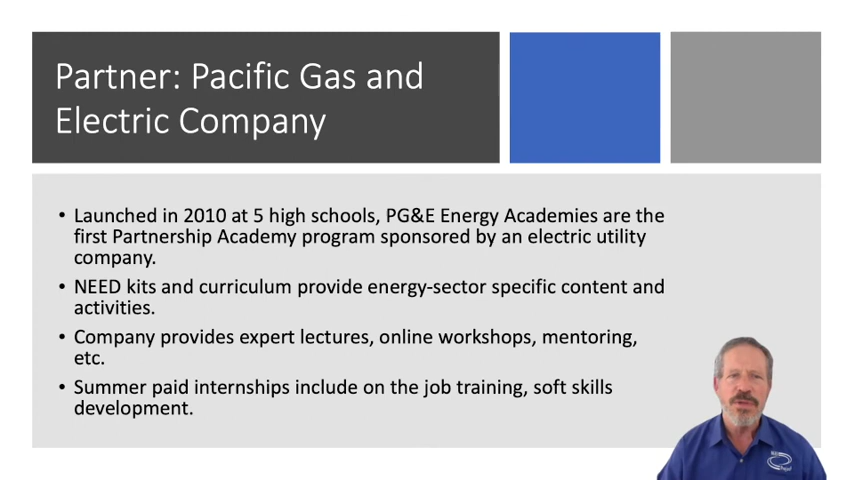 Partner: Pacific Gas and
Electric Company
• Launched in 2010 at 5 high schools, PG&E Energy Academies are the
first Partnership Academy program sponsored by an electric utility
company.
• NEED kits and curriculum provide energy-sector specific content and
activities.
• Company provides expert lectures, online workshops, mentoring,
etc.
• Summer paid internships include on the job training, soft skills
development.